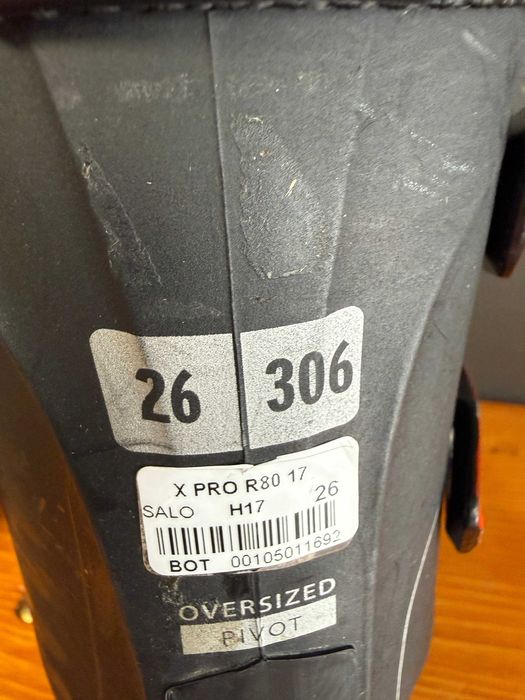 26 306
X PRO R80 17
SALO H17 26
BOT 00105011692
OVERSIZED
PIVOT